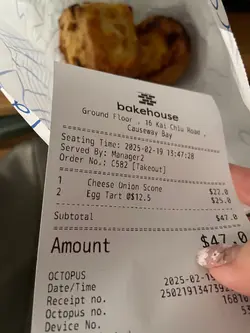 bakehouse
Ground Floor , 16 Kai Chiu Road ,
Causeway Bay
Seating Time: 2025-02-19 13:47:28
Served By: Manager2
Order No.: C582 [Takeout]
1 Cheese Onion Scone $22.0
2 Egg Tart @$12.5 $25.0
Subtotal $47.0
Amount $47.0
OCTOPUS
Date/Time 2025-02-19
Receipt no. 2502191347392
Octopus no. 16810
Device No.